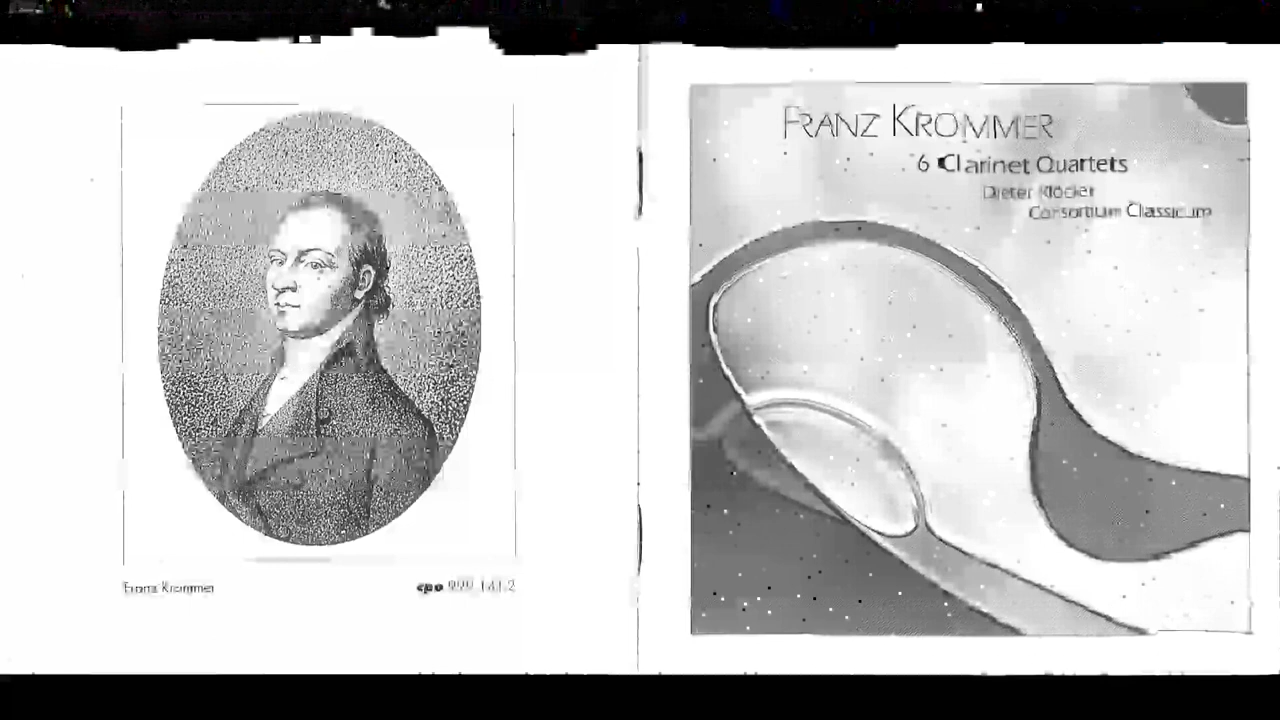 Franz Krommer
cpo 999 141-2
FRANZ KROMMER
6 Clarinet Quartets
Dieter Klöcker
Consortium Classicum